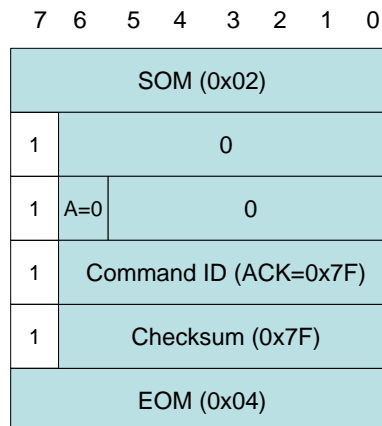 7 6 5 4 3 2 1 0
SOM (0x02)
1 0
1 A=0 0
1 Command ID (ACK=0x7F)
1 Checksum (0x7F)
EOM (0x04)